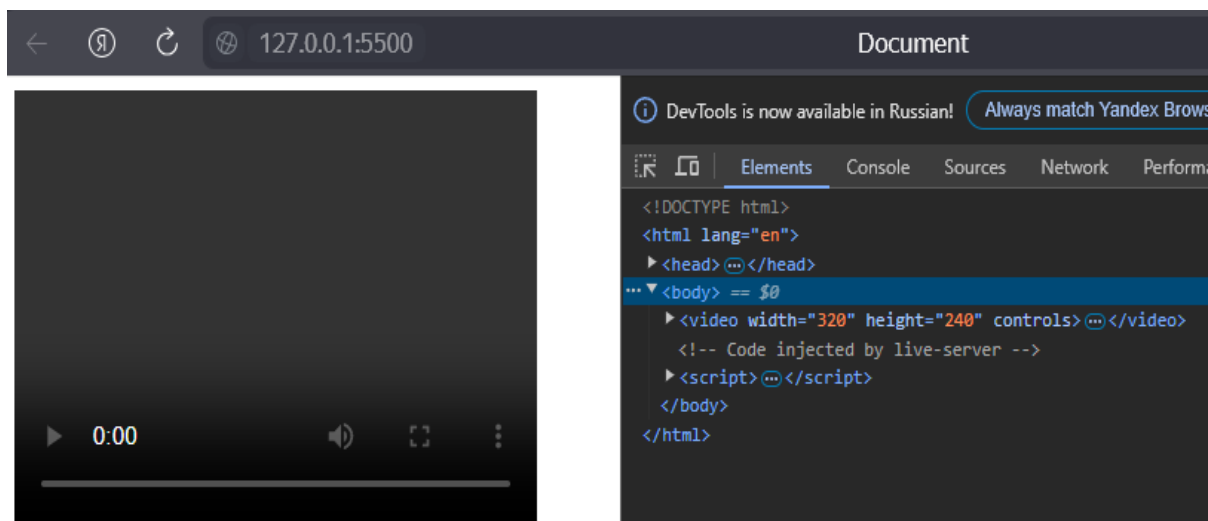 Я 127.0.0.1:5500 Document
DevTools is now available in Russian! Always match Yandex Brows
Elements Console Sources Network Performa
<!DOCTYPE html>
<html lang="en">
<head>…</head>
… <body> == $0
<video width="320" height="240" controls>…</video>
<!-- Code injected by live-server -->
<script>…</script>
</body>
</html>
0:00